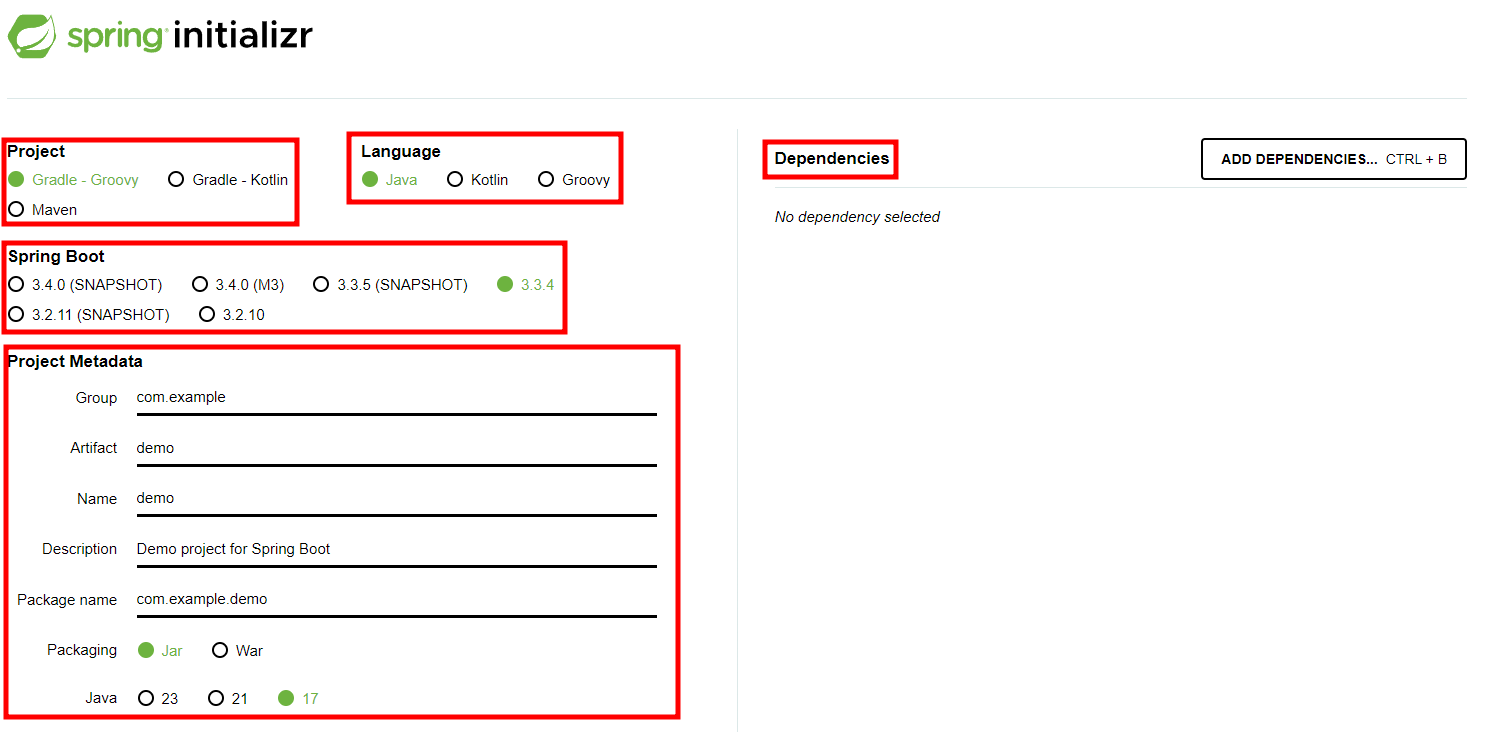 spring initializr
Project
Gradle - Groovy Gradle - Kotlin
Maven
Language
Java Kotlin Groovy
Spring Boot
3.4.0 (SNAPSHOT) 3.4.0 (M3) 3.3.5 (SNAPSHOT) 3.3.4
3.2.11 (SNAPSHOT) 3.2.10
Project Metadata
Group com.example
Artifact demo
Name demo
Description Demo project for Spring Boot
Package name com.example.demo
Packaging Jar War
Java 23 21 17
Dependencies ADD DEPENDENCIES... CTRL + B
No dependency selected